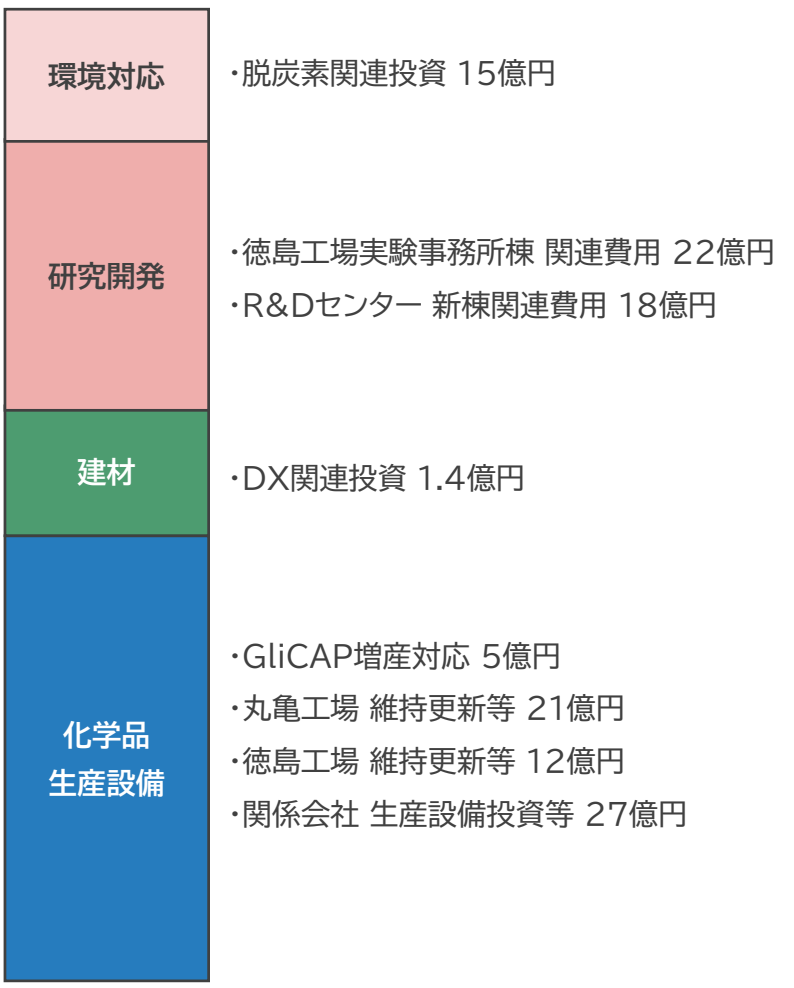 環境対応
・脱炭素関連投資 15億円
研究開発
・徳島工場実験事務所棟 関連費用 22億円
・R&Dセンター 新棟関連費用 18億円
建材
・DX関連投資 1.4億円
化学品
生産設備
・GliCAP増産対応 5億円
・丸亀工場 維持更新等 21億円
・徳島工場 維持更新等 12億円
・関係会社 生産設備投資等 27億円